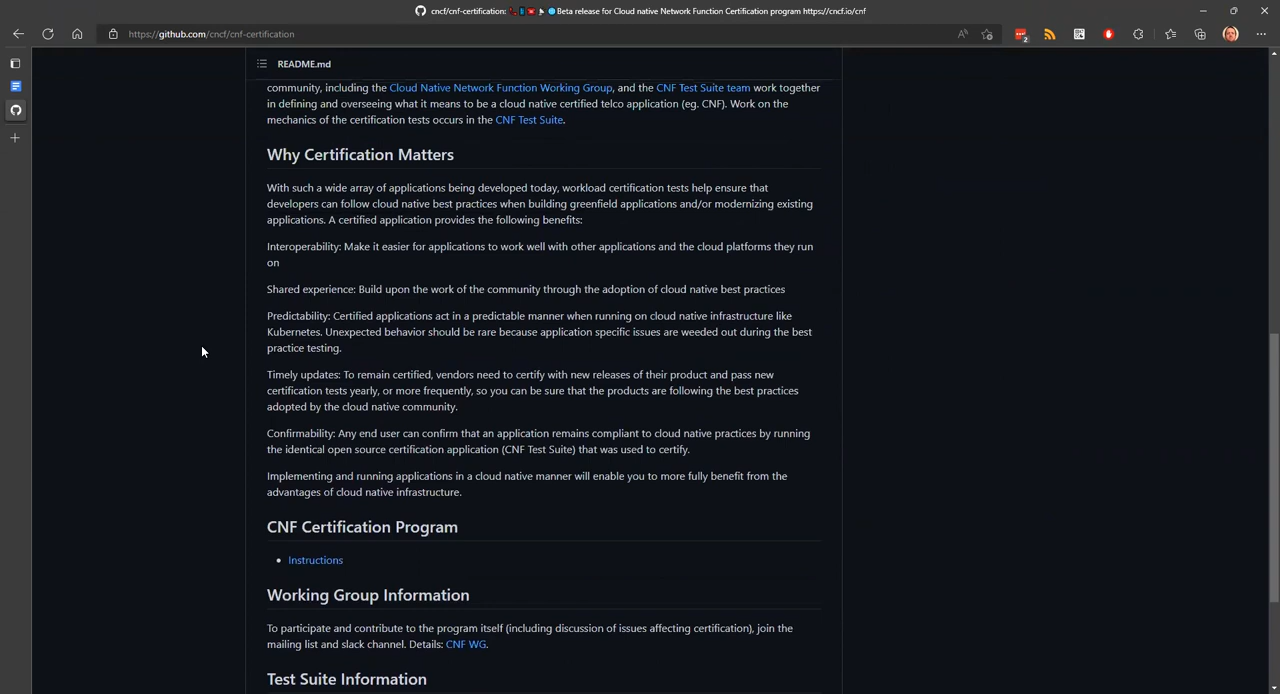 cncf/cnf-certification: Beta release for Cloud native Network Function Certification program https://cncf.io/cnf
https://github.com/cncf/cnf-certification
2
README.md
community, including the Cloud Native Network Function Working Group, and the CNF Test Suite team work together
in defining and overseeing what it means to be a cloud native certified telco application (eg. CNF). Work on the
mechanics of the certification tests occurs in the CNF Test Suite.
Why Certification Matters
With such a wide array of applications being developed today, workload certification tests help ensure that
developers can follow cloud native best practices when building greenfield applications and/or modernizing existing
applications. A certified application provides the following benefits:
Interoperability: Make it easier for applications to work well with other applications and the cloud platforms they run
on
Shared experience: Build upon the work of the community through the adoption of cloud native best practices
Predictability: Certified applications act in a predictable manner when running on cloud native infrastructure like
Kubernetes. Unexpected behavior should be rare because application specific issues are weeded out during the best
practice testing.
Timely updates: To remain certified, vendors need to certify with new releases of their product and pass new
certification tests yearly, or more frequently, so you can be sure that the products are following the best practices
adopted by the cloud native community.
Confirmability: Any end user can confirm that an application remains compliant to cloud native practices by running
the identical open source certification application (CNF Test Suite) that was used to certify.
Implementing and running applications in a cloud native manner will enable you to more fully benefit from the
advantages of cloud native infrastructure.
CNF Certification Program
• Instructions
Working Group Information
To participate and contribute to the program itself (including discussion of issues affecting certification), join the
mailing list and slack channel. Details: CNF WG.
Test Suite Information